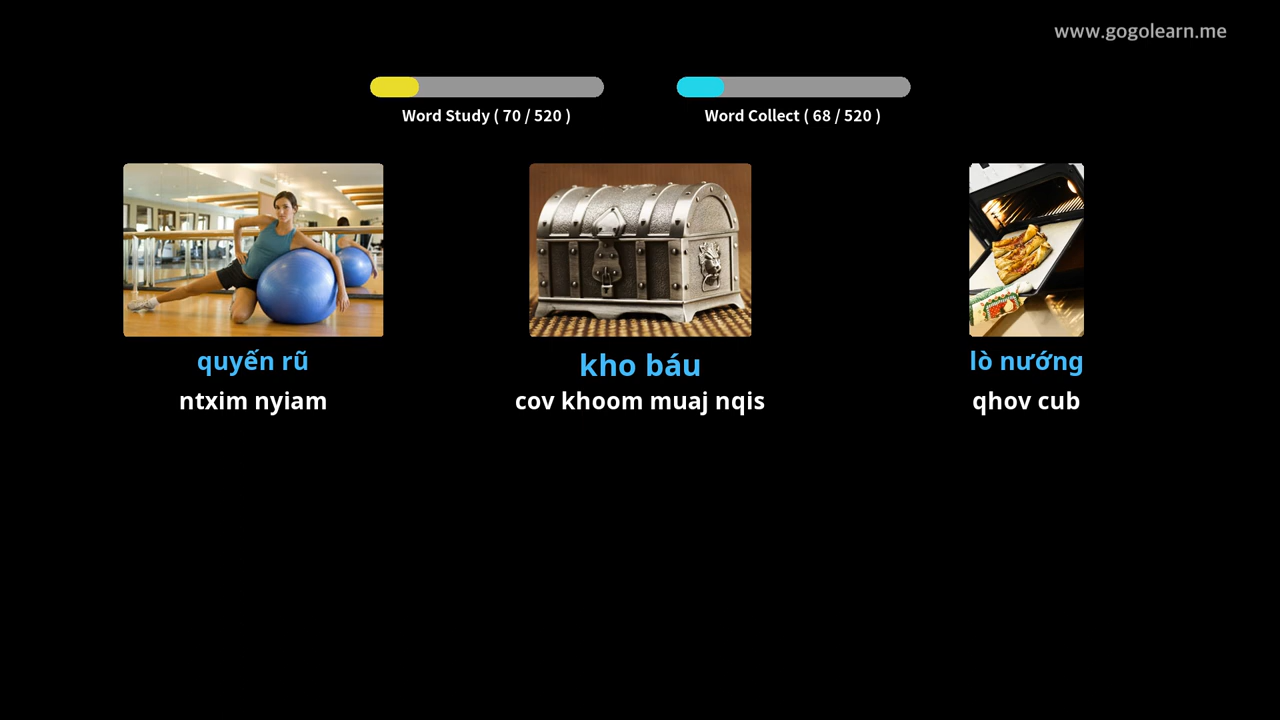 www.gogolearn.me
Word Study ( 70 / 520 )
Word Collect ( 68 / 520 )
quyến rũ
ntxim nyiam
kho báu
cov khoom muaj nqis
lò nướng
qhov cub